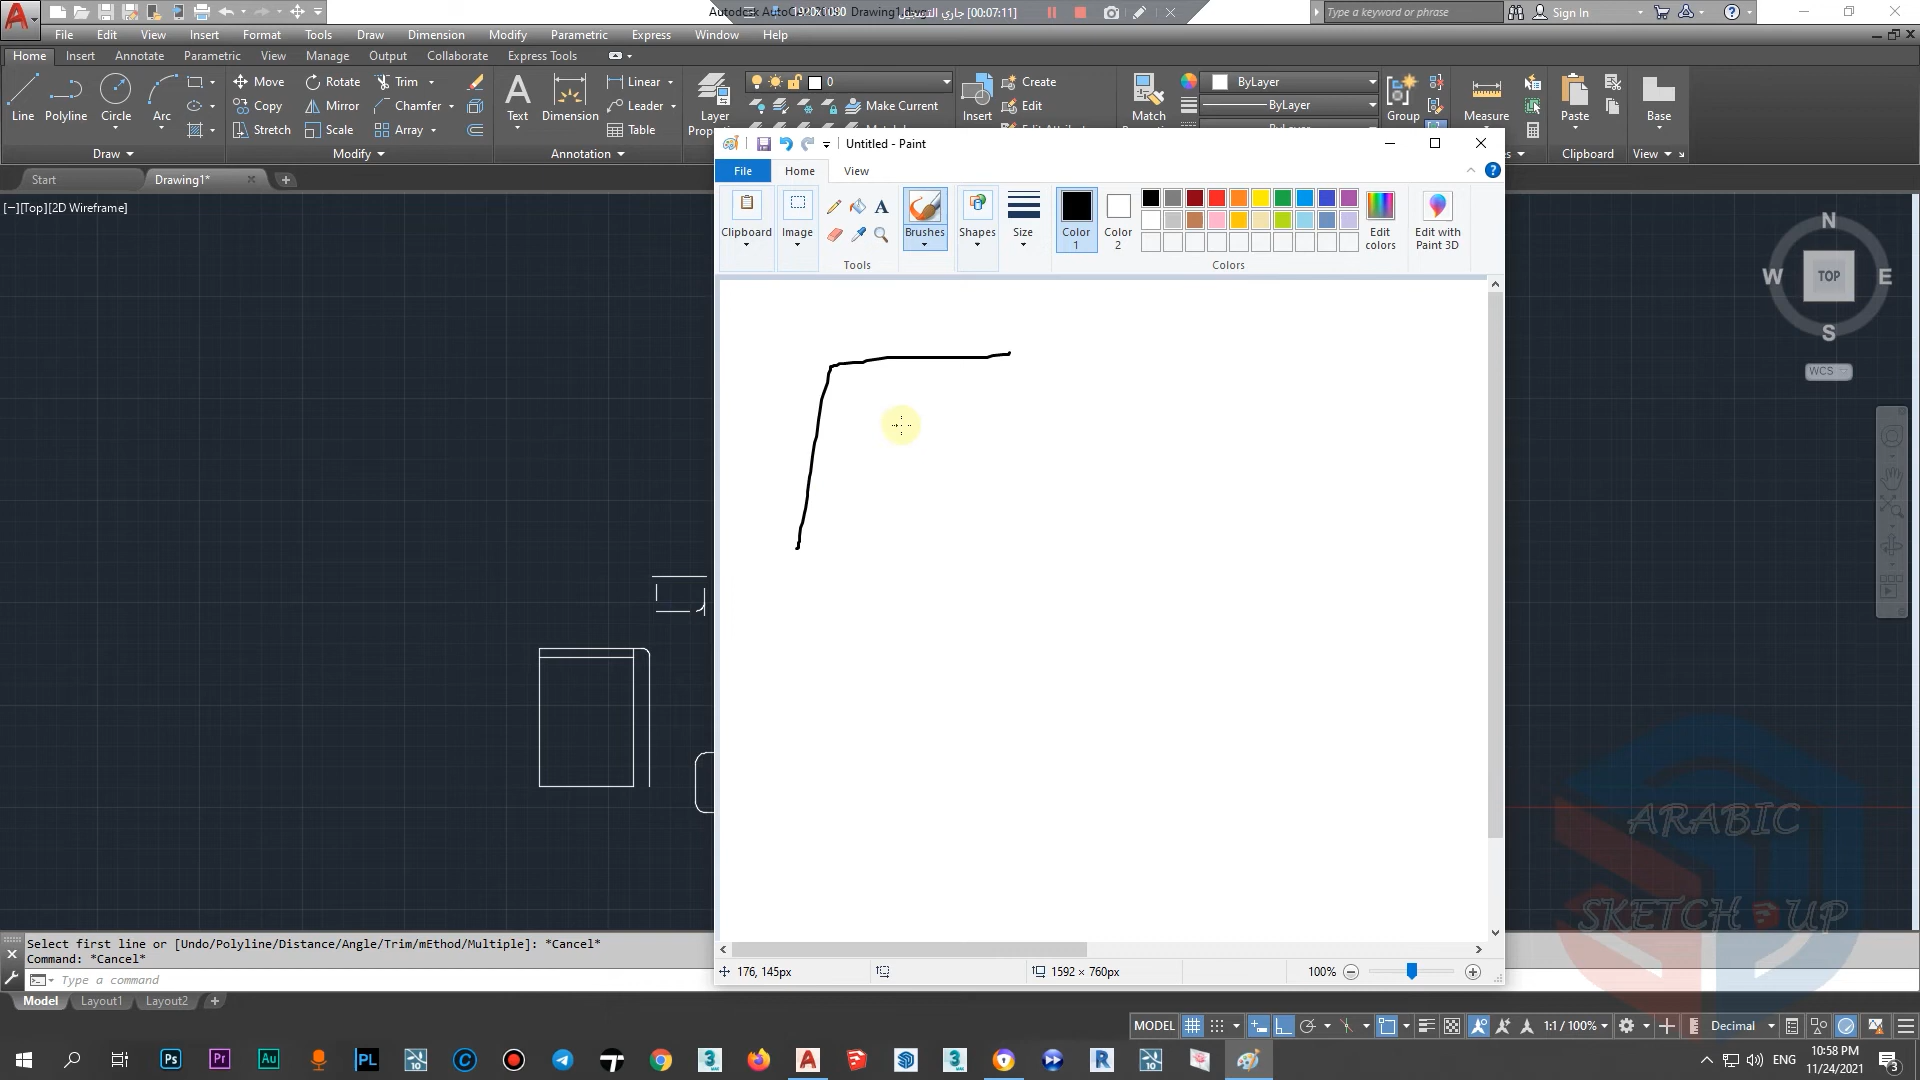 Autodesk AutoCAD Drawing1
1920x1080
جاري التسجيل [00:07:11]
Type a keyword or phrase
Sign In
File Edit View Insert Format Tools Draw Dimension Modify Parametric Express Window Help
Home Insert Annotate Parametric View Manage Output Collaborate Express Tools
Line Polyline Circle Arc
Move Rotate Trim
Copy Mirror Chamfer
Stretch Scale Array
Text Dimension
Linear
Leader
Table
Layer
0
Make Current
Insert
Create
Edit
Match
ByLayer
ByLayer
Group
Measure
Paste
Base
Draw
Modify
Annotation
Clipboard
View
Start
Drawing1*
[−][Top][2D Wireframe]
Untitled - Paint
File Home View
Clipboard
Image
Tools
Brushes
Shapes
Size
Color
1
Color
2
Edit
colors
Edit with
Paint 3D
Colors
N
W TOP E
S
WCS
ARABIC
SKETCH UP
Select first line or [Undo/Polyline/Distance/Angle/Trim/mEthod/Multiple]: *Cancel*
Command: *Cancel*
Type a command
176, 145px
1592 × 760px
100%
Model Layout1 Layout2
MODEL
1:1 / 100%
Decimal
Ps Pr Au PL
ENG
10:58 PM
11/24/2021
3